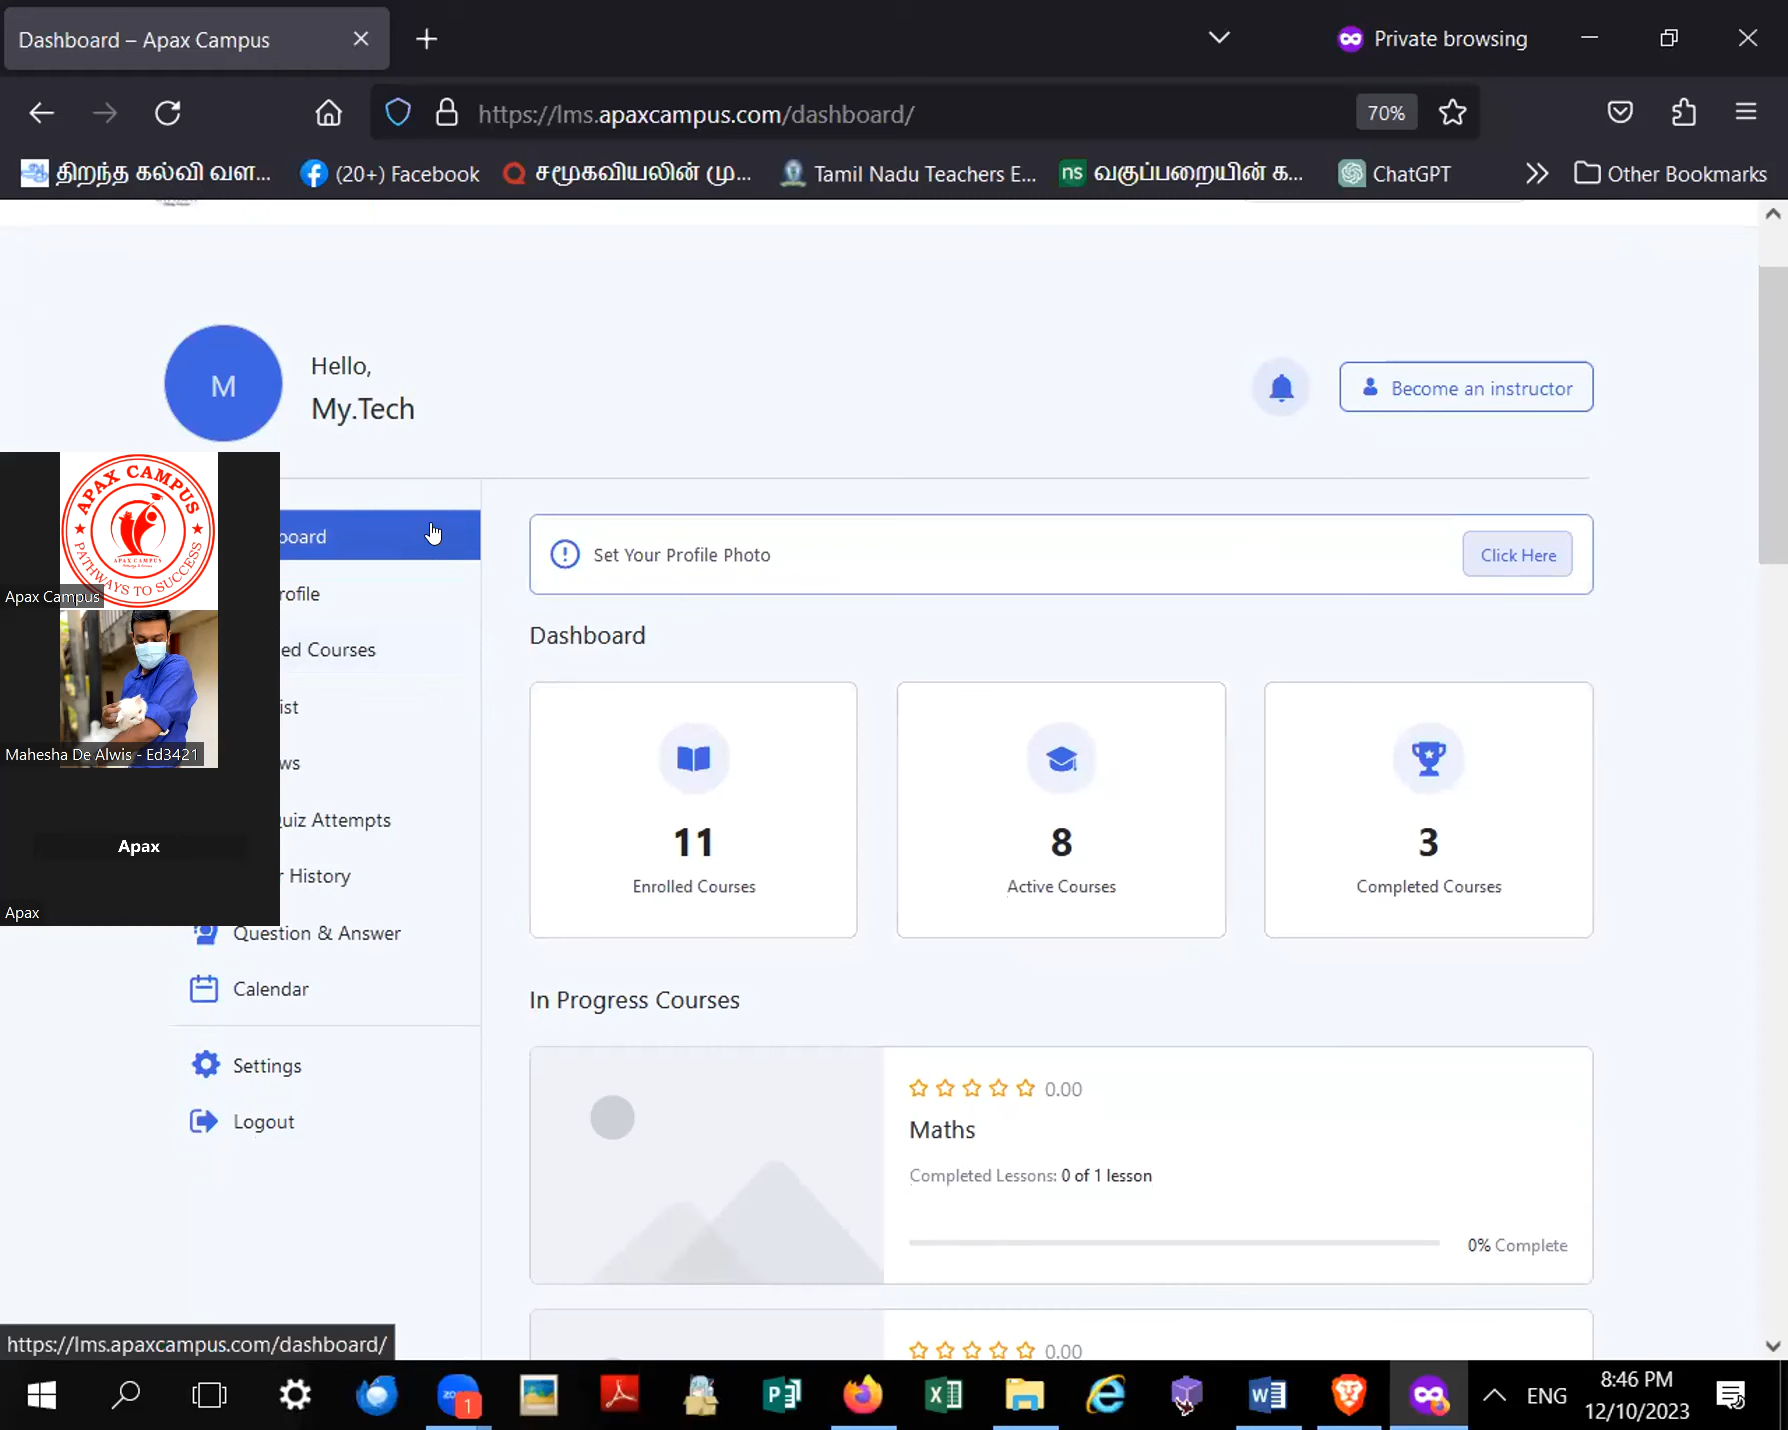 Dashboard – Apax Campus
Private browsing
https://lms.apaxcampus.com/dashboard/
70%
திறந்த கல்வி வள...
(20+) Facebook
சமூகவியலின் மு...
Tamil Nadu Teachers E...
ns
வகுப்பறையின் க...
ChatGPT
Other Bookmarks
M
Hello,
My.Tech
Become an instructor
APAX CAMPUS
APAX CAMPUS
PATHWAYS TO SUCCESS
Apax Campus
Mahesha De Alwis - Ed3421
Apax
Apax
board
rofile
ed Courses
ist
ws
uiz Attempts
r History
Question & Answer
Calendar
Settings
Logout
Set Your Profile Photo
Click Here
Dashboard
11
Enrolled Courses
8
Active Courses
3
Completed Courses
In Progress Courses
0.00
Maths
Completed Lessons: 0 of 1 lesson
0% Complete
0.00
https://lms.apaxcampus.com/dashboard/
1
ENG
8:46 PM
12/10/2023